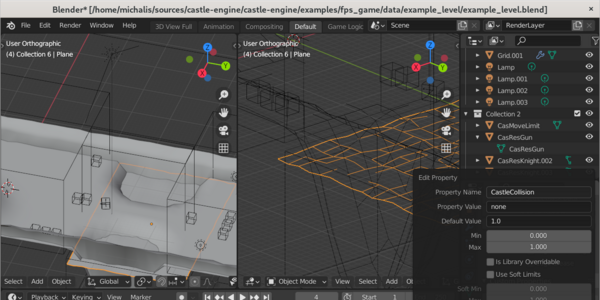 Blender* [/home/michalis/sources/castle-engine/castle-engine/examples/fps_game/data/example_level/example_level.blend]
File Edit Render Window Help 3D View Full Animation Compositing Default Game Logic Scene ViewLayer
User Orthographic
(4) Collection 6 | Plane
User Orthographic
(4) Collection 6 | Plane
Z
Y
X
Z
Y
X
Grid.001
Lamp
Lamp.001
Lamp.002
Lamp.003
Collection 2
CasMoveLimit
CasResGun
CasResGun
CasResKnight.002
Edit Property
Property Name CastleCollision
Property Value none
Default Value 1.0
Min 0.000
Max 1.000
Is Library Overridable
Use Soft Limits
Soft Min 0.000
Select Add Object Global
Object Mode View Select Add Object
Playback Keying View Marker 4 Start 1